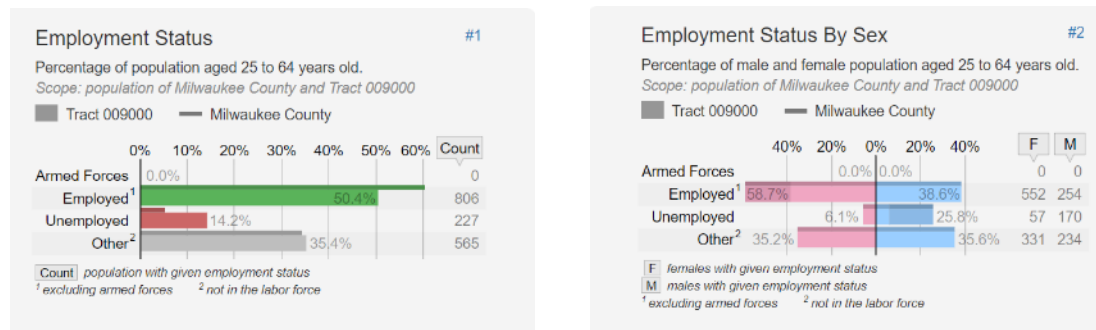 Employment Status #1
Percentage of population aged 25 to 64 years old.
Scope: population of Milwaukee County and Tract 009000
Tract 009000 Milwaukee County
0% 10% 20% 30% 40% 50% 60% Count
Armed Forces 0.0% 0
Employed¹ 50.4% 806
Unemployed 14.2% 227
Other² 35.4% 565
Count population with given employment status
¹ excluding armed forces ² not in the labor force
Employment Status By Sex #2
Percentage of male and female population aged 25 to 64 years old.
Scope: population of Milwaukee County and Tract 009000
Tract 009000 Milwaukee County
40% 20% 0% 20% 40% F M
Armed Forces 0.0% 0.0% 0 0
Employed¹ 58.7% 38.6% 552 254
Unemployed 6.1% 25.8% 57 170
Other² 35.2% 35.6% 331 234
F females with given employment status
M males with given employment status
¹ excluding armed forces ² not in the labor force